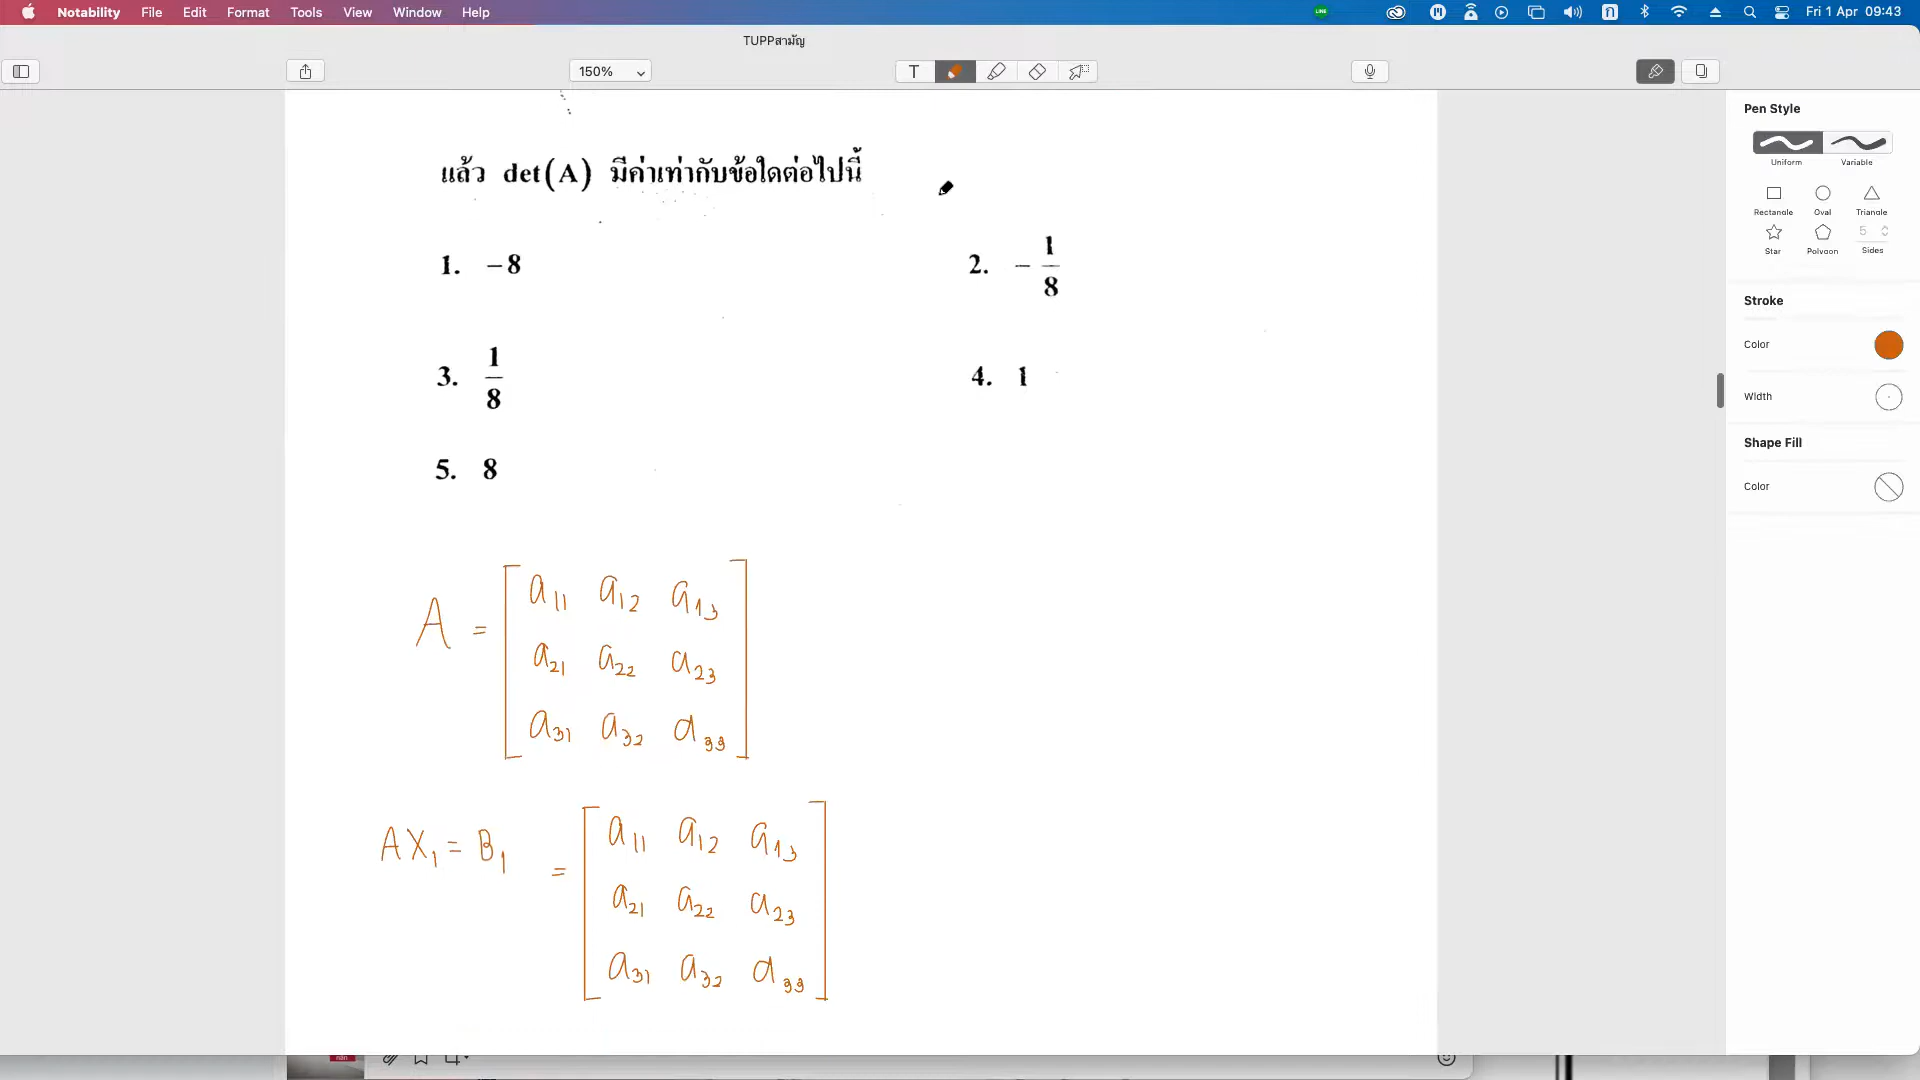 Notability File Edit Format Tools View Window Help Fri 1 Apr 09:43
TUPPสามัญ
150%
T
Pen Style
Uniform Variable
Rectangle Oval Triangle
5
Star Polygon Sides
Stroke
Color
Width
Shape Fill
Color
แล้ว det(A) มีค่าเท่ากับข้อใดต่อไปนี้
1. −8
2. −1/8
3. 1/8
4. 1
5. 8
A = [ a11 a12 a13
a21 a22 a23
a31 a32 a33 ]
AX1 = B1 = [ a11 a12 a13
a21 a22 a23
a31 a32 a33 ]